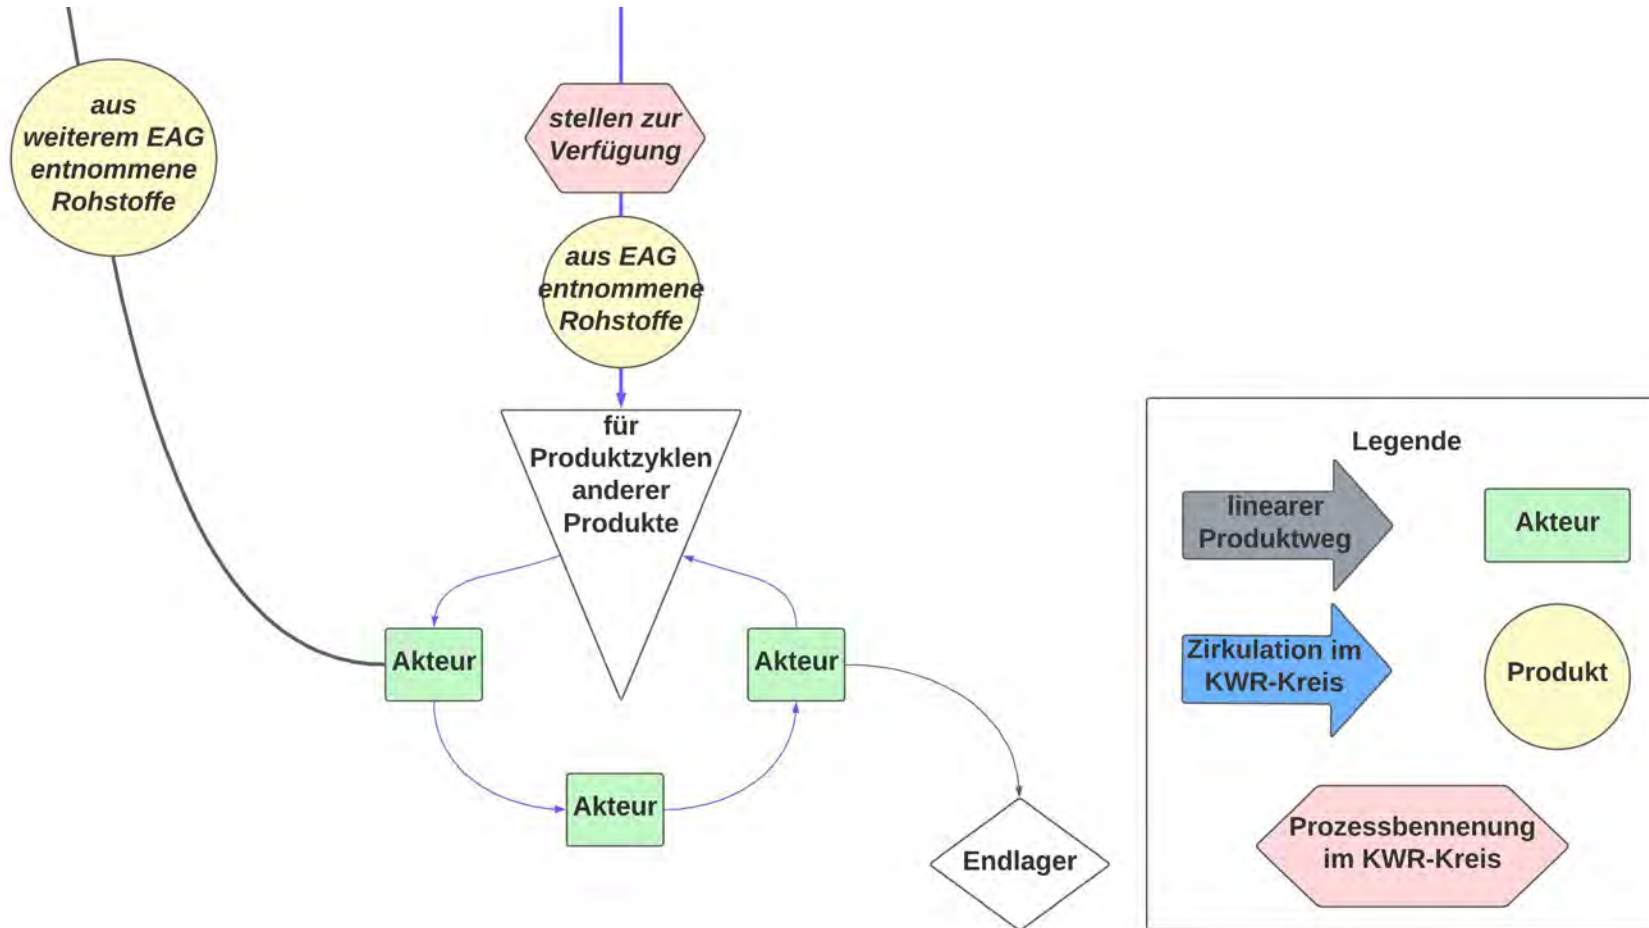 aus
weiterem EAG
entnommene
Rohstoffe
stellen zur
Verfügung
aus EAG
entnommene
Rohstoffe
für
Produktzyklen
anderer
Produkte
Akteur
Akteur
Akteur
Endlager
Legende
linearer
Produktweg
Akteur
Zirkulation im
KWR-Kreis
Produkt
Prozessbennenung
im KWR-Kreis